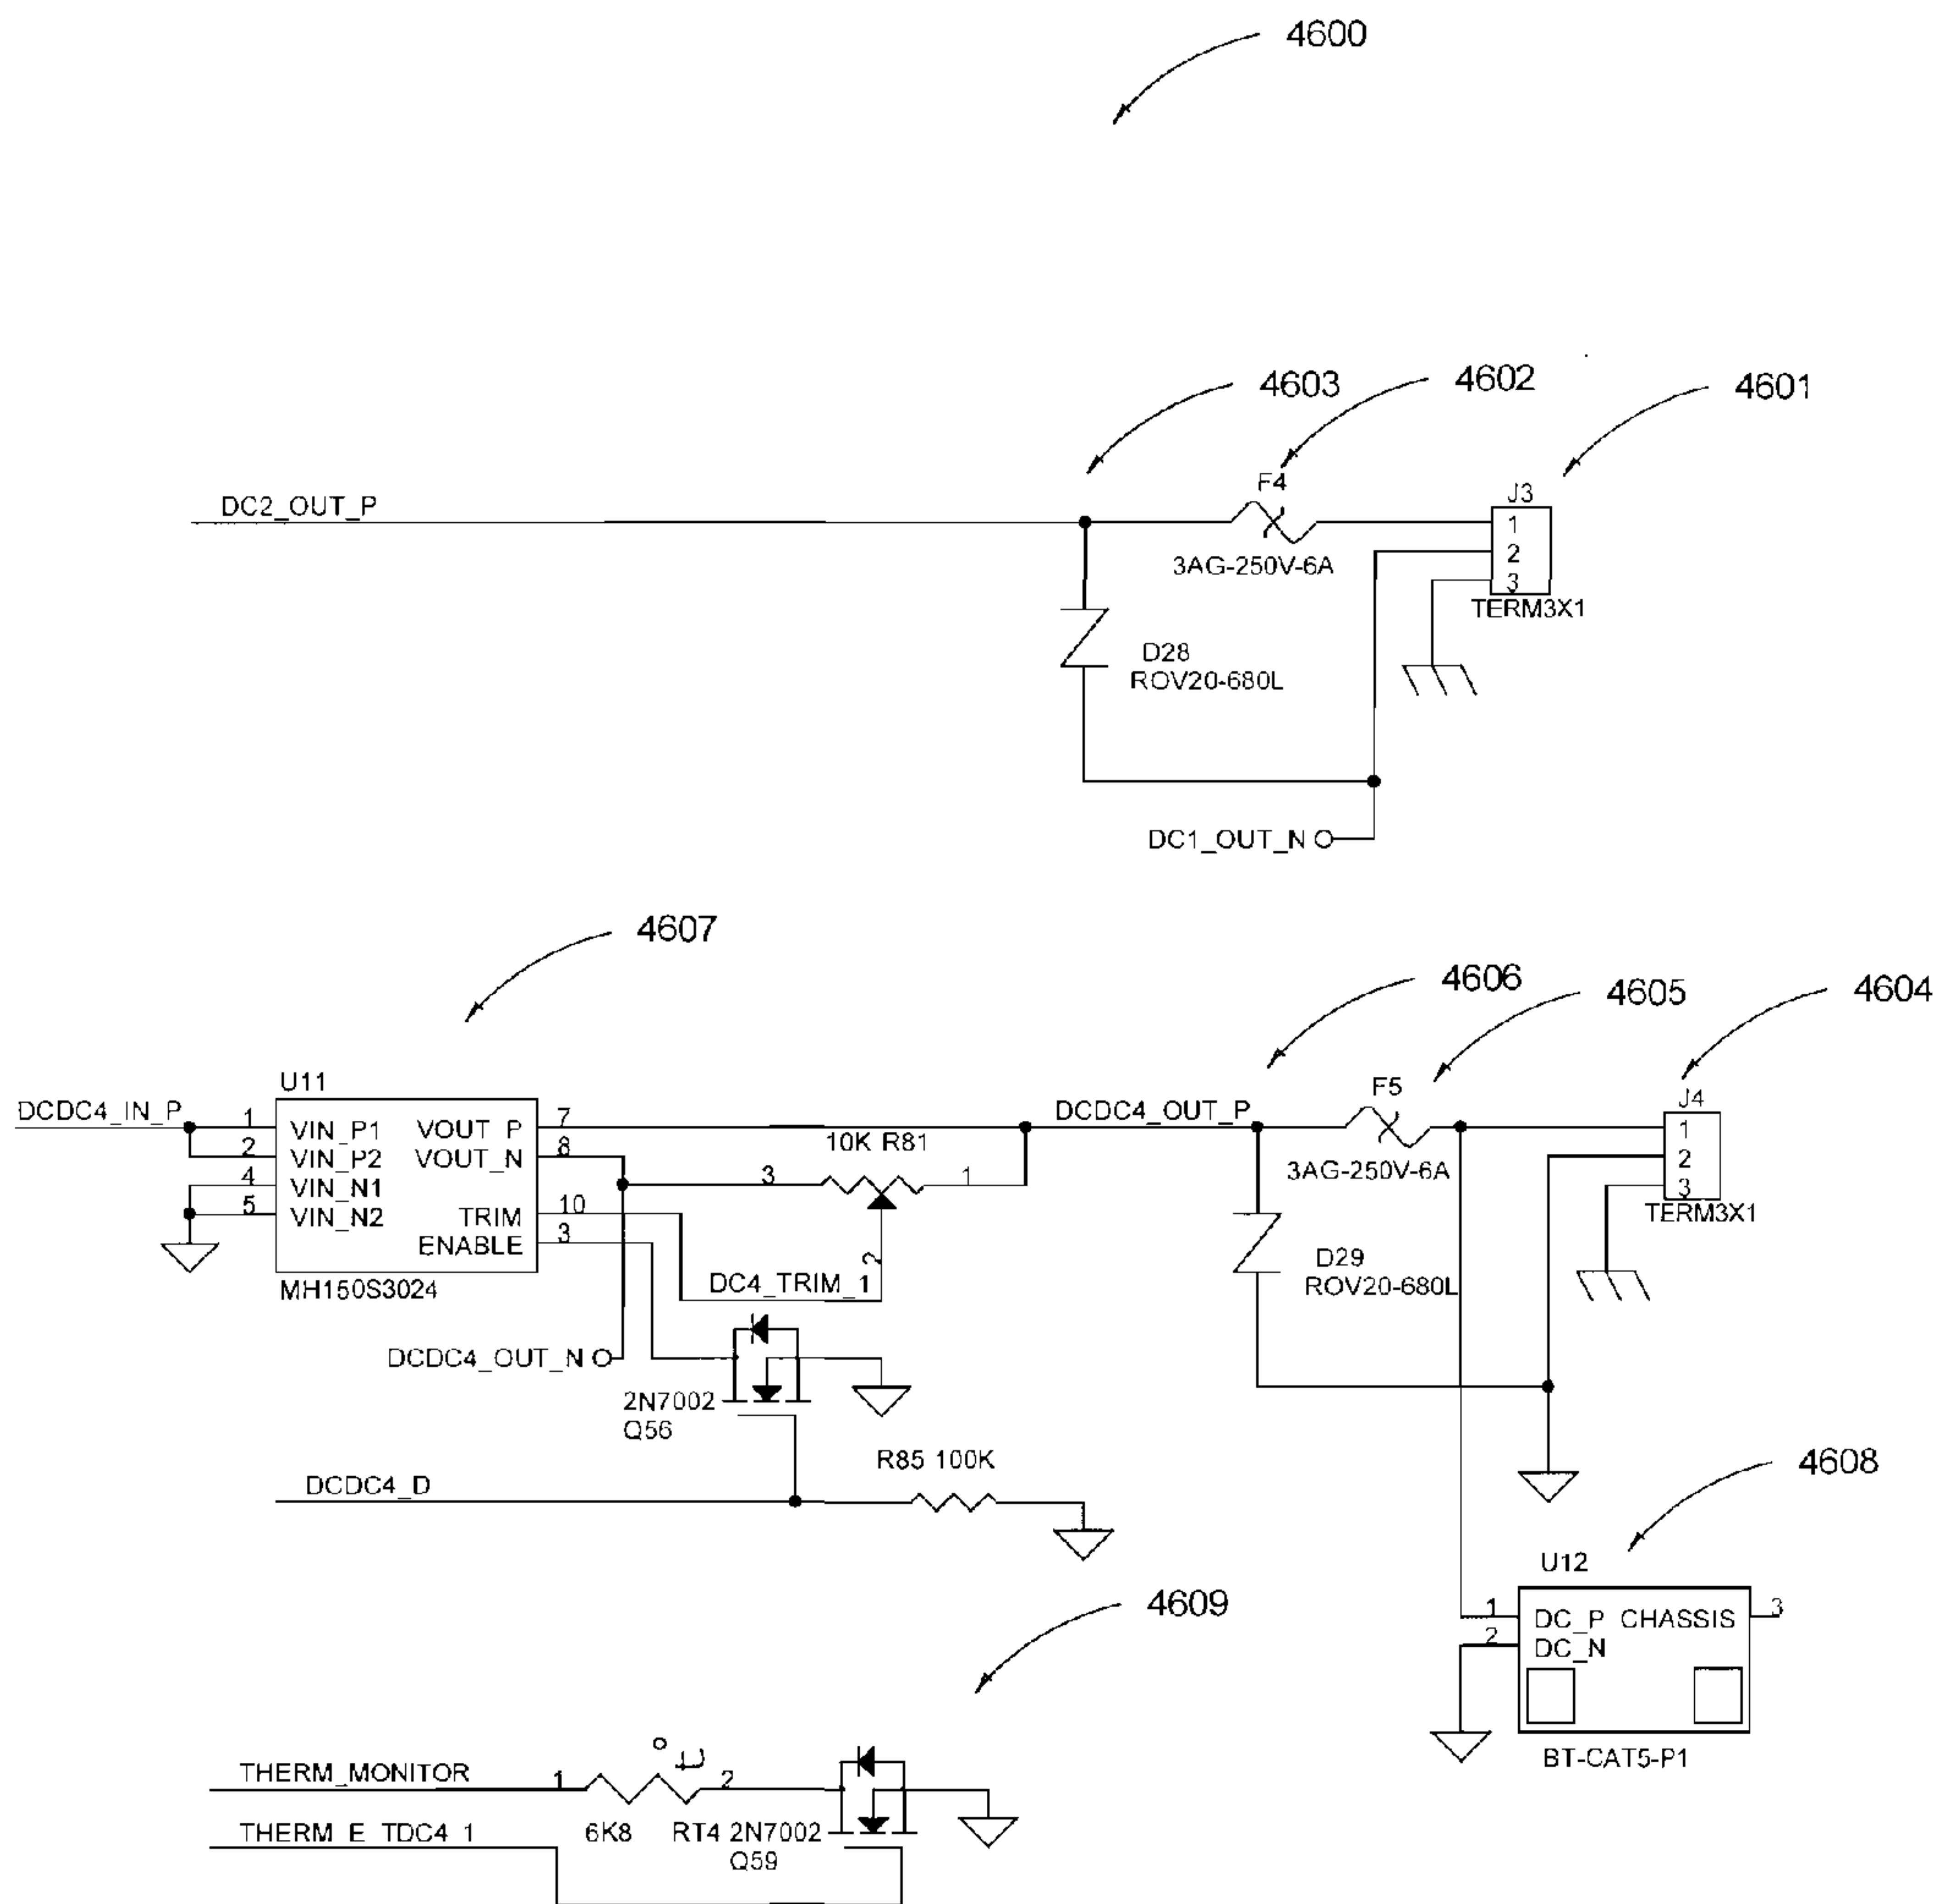 4600
4603
4602
4601
DC2_OUT_P
F4
3AG-250V-6A
J3
1
2
3
TERM3X1
D28
ROV20-680L
DC1_OUT_N
4607
4606
4605
4604
U11
DCDC4_IN_P
1
2
4
5
VIN_P1
VIN_P2
VIN_N1
VIN_N2
VOUT_P
VOUT_N
TRIM
ENABLE
7
8
10
3
MH150S3024
10K R81
3
1
2
DC4_TRIM_1
DCDC4_OUT_P
F5
3AG-250V-6A
J4
1
2
3
TERM3X1
D29
ROV20-680L
DCDC4_OUT_N
2N7002
Q56
R85 100K
DCDC4_D
4608
U12
1
2
DC_P CHASSIS
DC_N
3
BT-CAT5-P1
4609
THERM_MONITOR
1
2
THERM_E_TDC4_1
6K8
RT4 2N7002
Q59